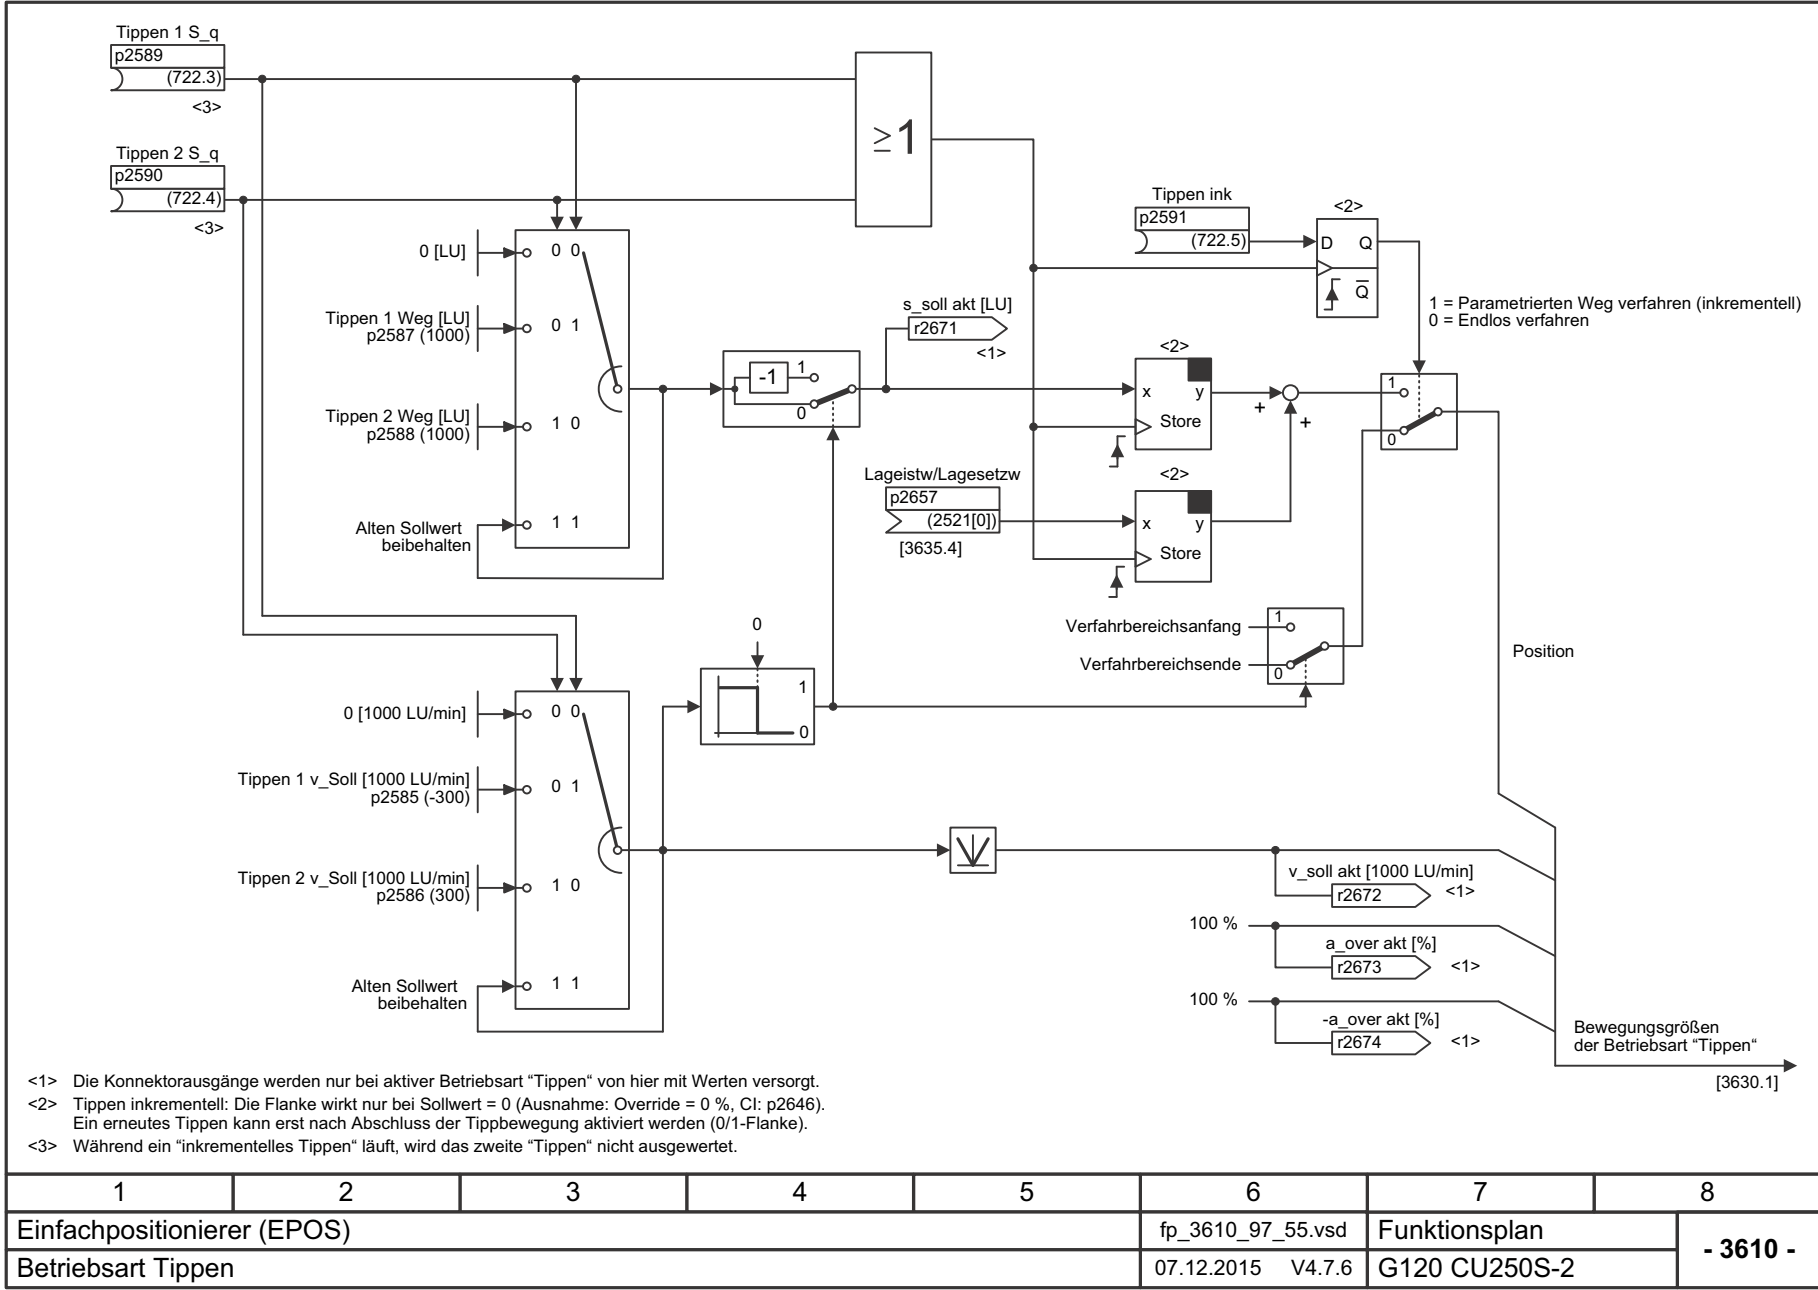 Tippen 1 S_q
p2589
(722.3)
<3>
Tippen 2 S_q
p2590
(722.4)
<3>
≥1
0 [LU]
0 0
Tippen 1 Weg [LU]
p2587 (1000)
0 1
Tippen 2 Weg [LU]
p2588 (1000)
1 0
Alten Sollwert
beibehalten
1 1
-1
1
0
s_soll akt [LU]
r2671
<1>
Tippen ink
p2591
(722.5)
<2>
D Q
Q
1 = Parametrierten Weg verfahren (inkrementell)
0 = Endlos verfahren
<2>
x y
Store
+
+
1
0
Lageistw/Lagesetzw
p2657
(2521[0])
[3635.4]
<2>
x y
Store
Verfahrbereichsanfang
1
Verfahrbereichsende
0
Position
0
1
0
0 [1000 LU/min]
0 0
Tippen 1 v_Soll [1000 LU/min]
p2585 (-300)
0 1
Tippen 2 v_Soll [1000 LU/min]
p2586 (300)
1 0
Alten Sollwert
beibehalten
1 1
v_soll akt [1000 LU/min]
r2672
<1>
100 %
a_over akt [%]
r2673
<1>
100 %
-a_over akt [%]
r2674
<1>
Bewegungsgrößen
der Betriebsart “Tippen“
[3630.1]
<1> Die Konnektorausgänge werden nur bei aktiver Betriebsart “Tippen“ von hier mit Werten versorgt.
<2> Tippen inkrementell: Die Flanke wirkt nur bei Sollwert = 0 (Ausnahme: Override = 0 %, CI: p2646).
Ein erneutes Tippen kann erst nach Abschluss der Tippbewegung aktiviert werden (0/1-Flanke).
<3> Während ein “inkrementelles Tippen“ läuft, wird das zweite “Tippen“ nicht ausgewertet.
1 2 3 4 5 6 7 8
Einfachpositionierer (EPOS)
fp_3610_97_55.vsd
Funktionsplan
- 3610 -
Betriebsart Tippen
07.12.2015 V4.7.6
G120 CU250S-2